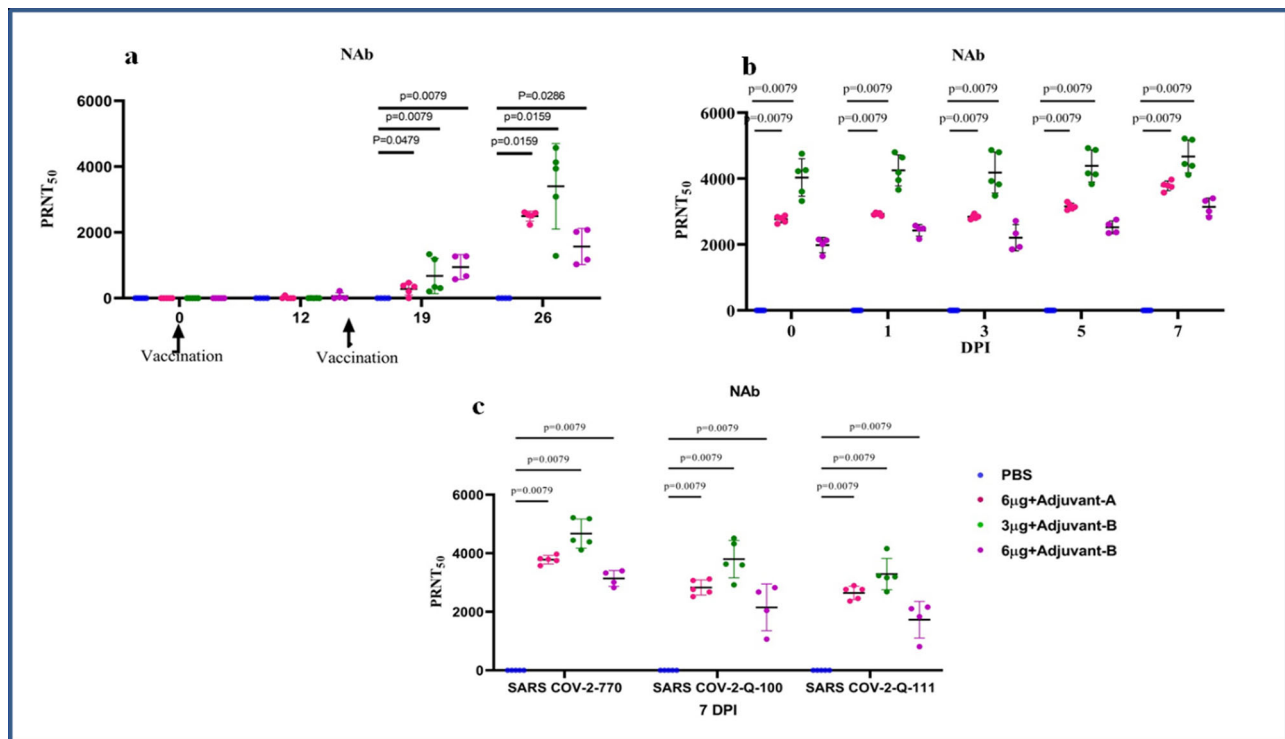 a
NAb
P=0.0286
p=0.0079
p=0.0079
p=0.0159
P=0.0479
p=0.0159
PRNT50
6000
4000
2000
0
0
12
19
26
Vaccination
Vaccination
b
NAb
p=0.0079
p=0.0079
p=0.0079
p=0.0079
p=0.0079
p=0.0079
p=0.0079
p=0.0079
p=0.0079
p=0.0079
PRNT50
6000
4000
2000
0
0
1
3
5
7
DPI
c
NAb
p=0.0079
p=0.0079
p=0.0079
p=0.0079
p=0.0079
p=0.0079
p=0.0079
p=0.0079
p=0.0079
PRNT50
6000
4000
2000
0
SARS COV-2-770
SARS COV-2-Q-100
SARS COV-2-Q-111
7 DPI
PBS
6μg+Adjuvant-A
3μg+Adjuvant-B
6μg+Adjuvant-B